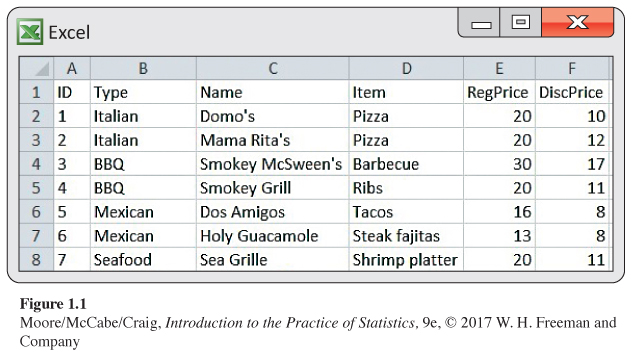 Excel
A B C D E F
1 ID Type Name Item RegPrice DiscPrice
2 1 Italian Domo's Pizza 20 10
3 2 Italian Mama Rita's Pizza 20 12
4 3 BBQ Smokey McSween's Barbecue 30 17
5 4 BBQ Smokey Grill Ribs 20 11
6 5 Mexican Dos Amigos Tacos 16 8
7 6 Mexican Holy Guacamole Steak fajitas 13 8
8 7 Seafood Sea Grille Shrimp platter 20 11
Figure 1.1
Moore/McCabe/Craig, Introduction to the Practice of Statistics, 9e, © 2017 W. H. Freeman and
Company